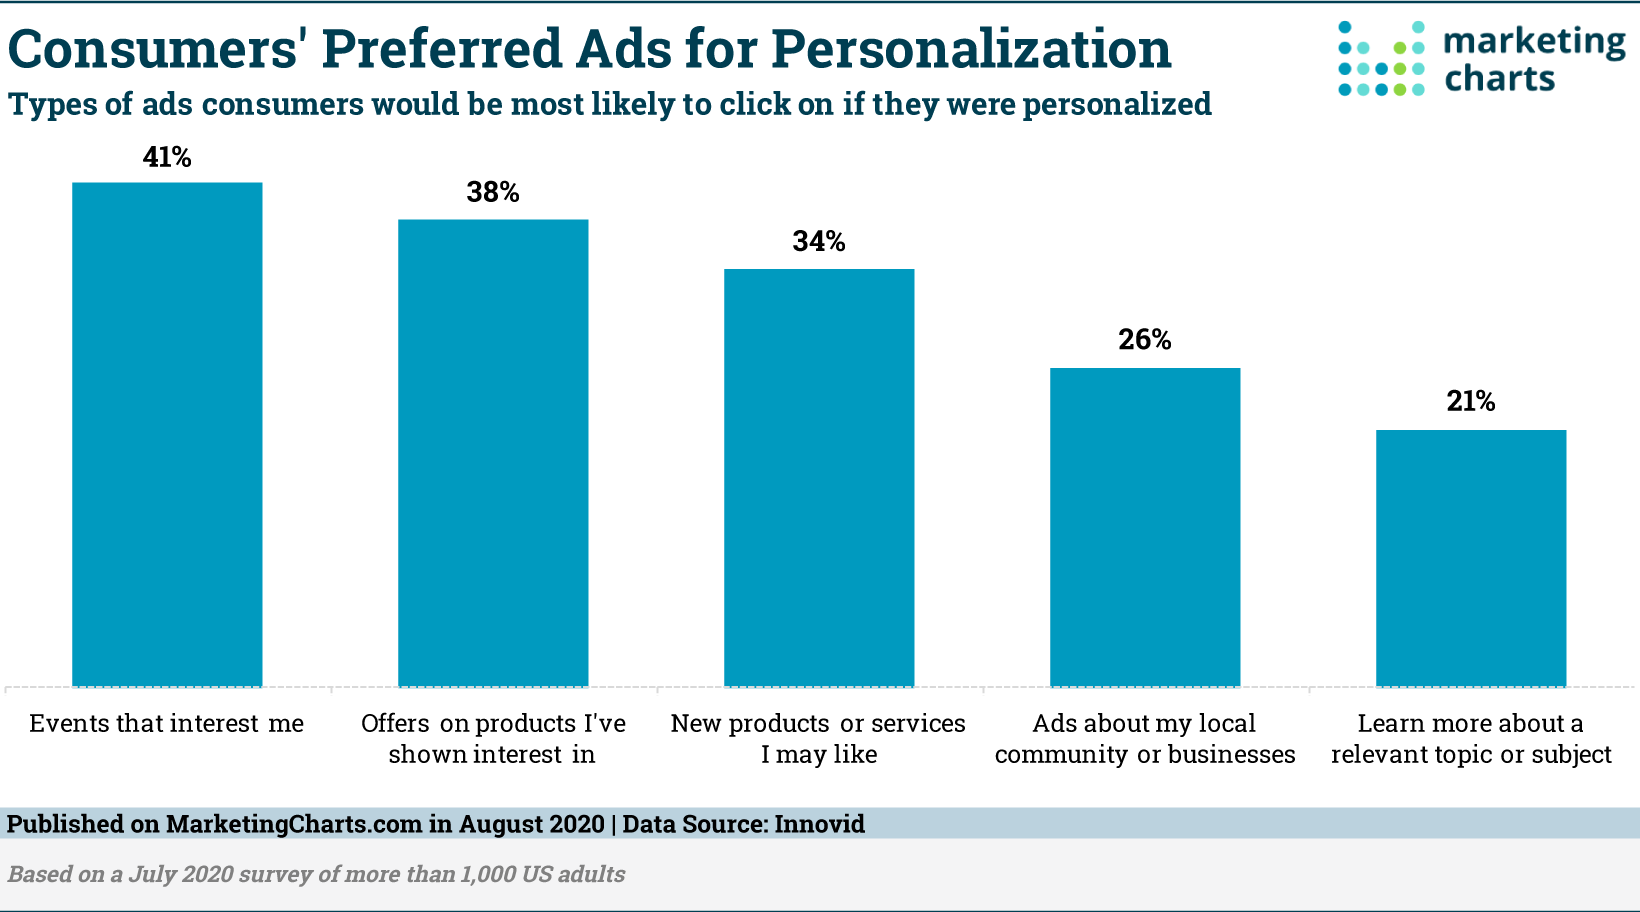 Consumers' Preferred Ads for Personalization
Types of ads consumers would be most likely to click on if they were personalized
marketing
charts
41%
38%
34%
26%
21%
Events that interest me
Offers on products I've
shown interest in
New products or services
I may like
Ads about my local
community or businesses
Learn more about a
relevant topic or subject
Published on MarketingCharts.com in August 2020 | Data Source: Innovid
Based on a July 2020 survey of more than 1,000 US adults